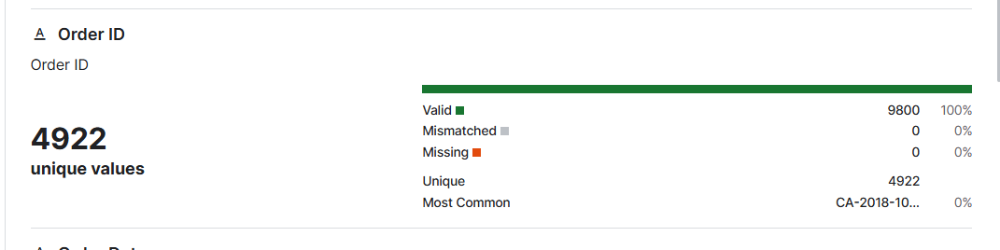 A Order ID
Order ID
4922
unique values
Valid 9800 100%
Mismatched 0 0%
Missing 0 0%
Unique 4922
Most Common CA-2018-10... 0%